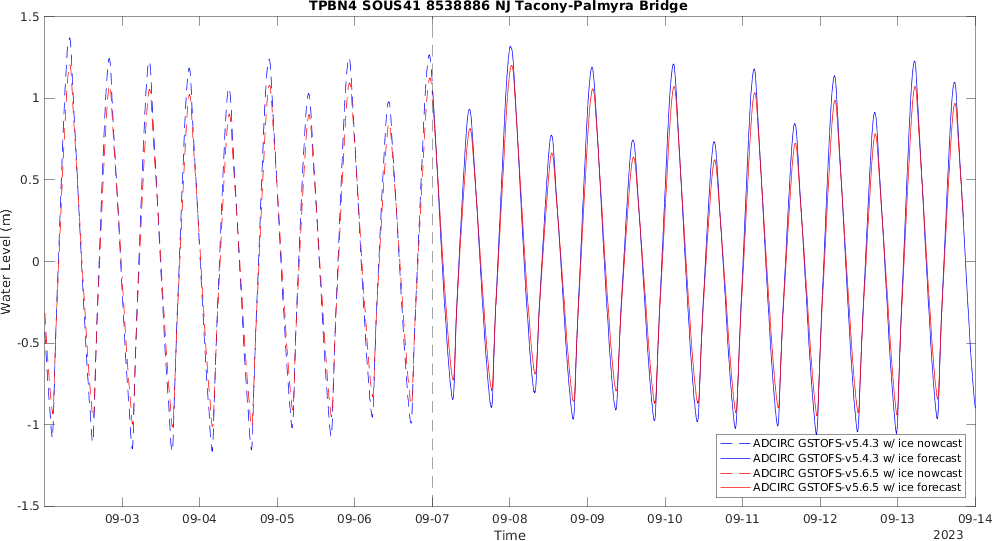 TPBN4 SOUS41 8538886 NJ Tacony-Palmyra Bridge
1.5
1
0.5
0
-0.5
-1
-1.5
Water Level (m)
ADCIRC GSTOFS-v5.4.3 w/ ice nowcast
ADCIRC GSTOFS-v5.4.3 w/ ice forecast
ADCIRC GSTOFS-v5.6.5 w/ ice nowcast
ADCIRC GSTOFS-v5.6.5 w/ ice forecast
09-03 09-04 09-05 09-06 09-07 09-08 09-09 09-10 09-11 09-12 09-13 09-14
Time
2023